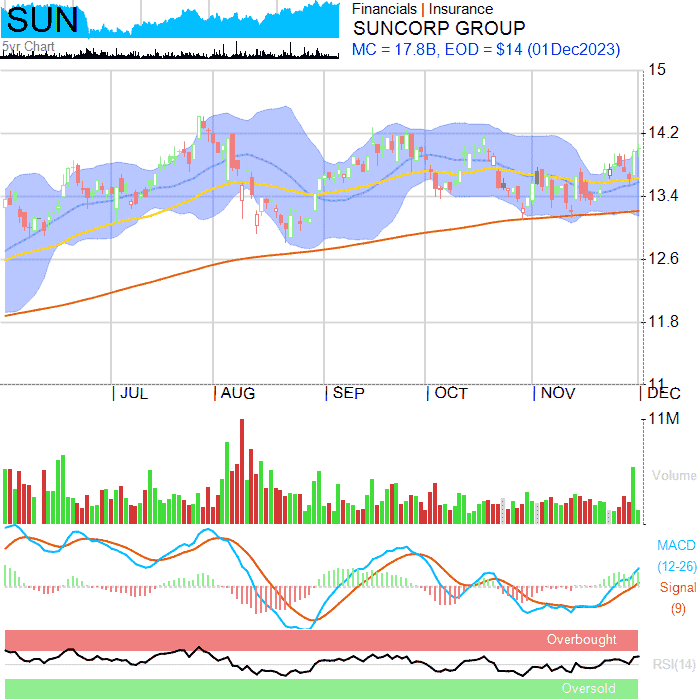 SUN
5yr Chart
Financials | Insurance
SUNCORP GROUP
MC = 17.8B, EOD = $14 (01Dec2023)
15
14.2
13.4
12.6
11.8
11
JUL AUG SEP OCT NOV DEC
11M
Volume
MACD
(12-26)
Signal
(9)
Overbought
RSI(14)
Oversold